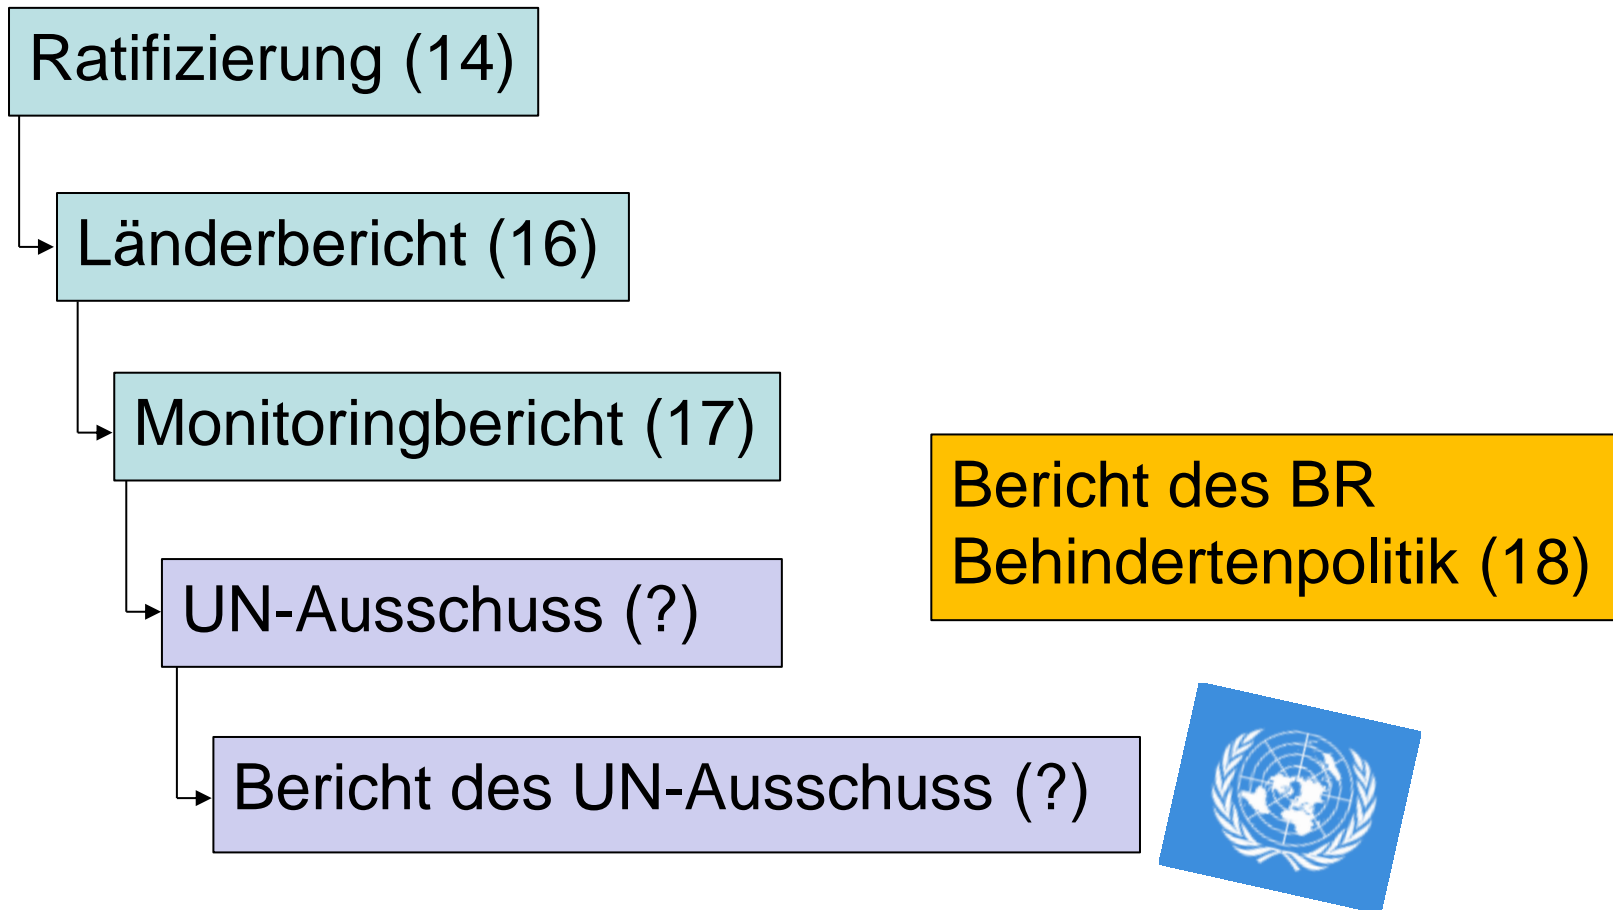 Ratifizierung (14)
Länderbericht (16)
Monitoringbericht (17)
Bericht des BR
Behindertenpolitik (18)
UN-Ausschuss (?)
Bericht des UN-Ausschuss (?)